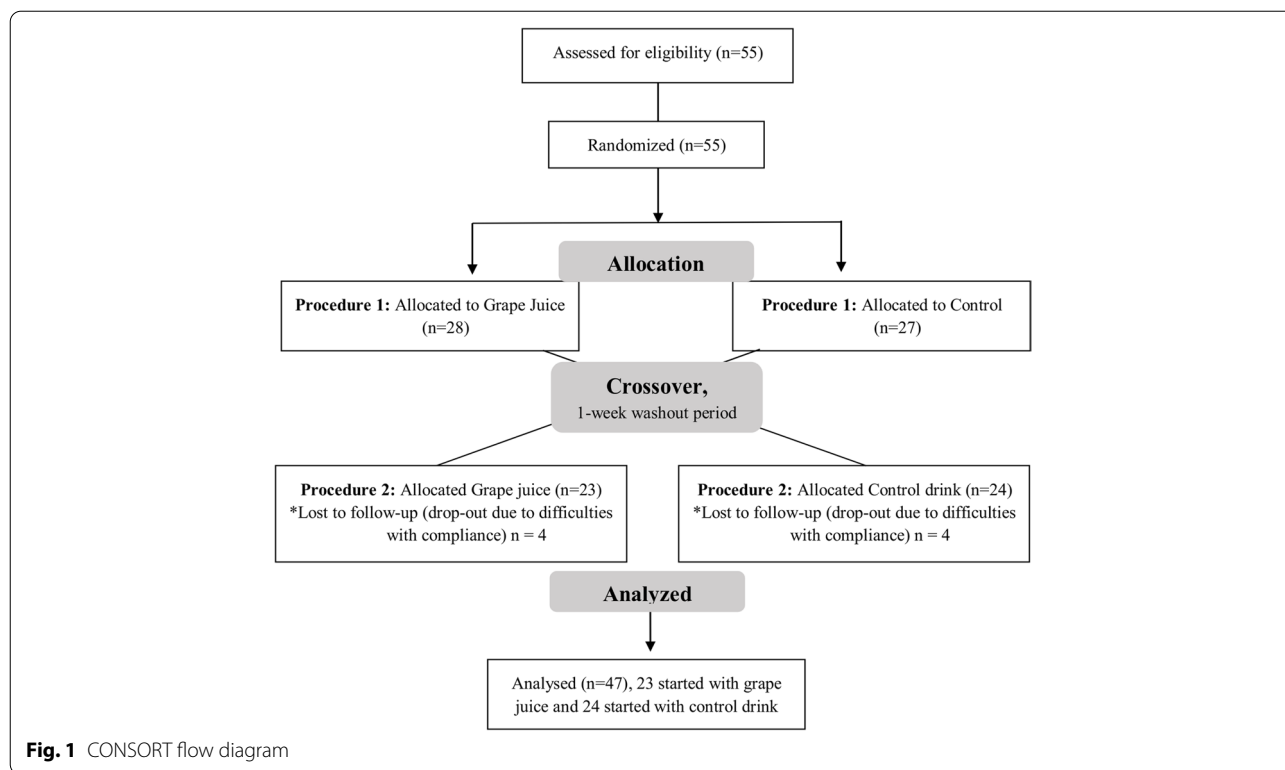 Assessed for eligibility (n=55)
Randomized (n=55)
Allocation
Procedure 1: Allocated to Grape Juice
(n=28)
Procedure 1: Allocated to Control
(n=27)
Crossover,
1-week washout period
Procedure 2: Allocated Grape juice (n=23)
*Lost to follow-up (drop-out due to difficulties
with compliance) n = 4
Procedure 2: Allocated Control drink (n=24)
*Lost to follow-up (drop-out due to difficulties
with compliance) n = 4
Analyzed
Analysed (n=47), 23 started with grape
juice and 24 started with control drink
Fig. 1 CONSORT flow diagram